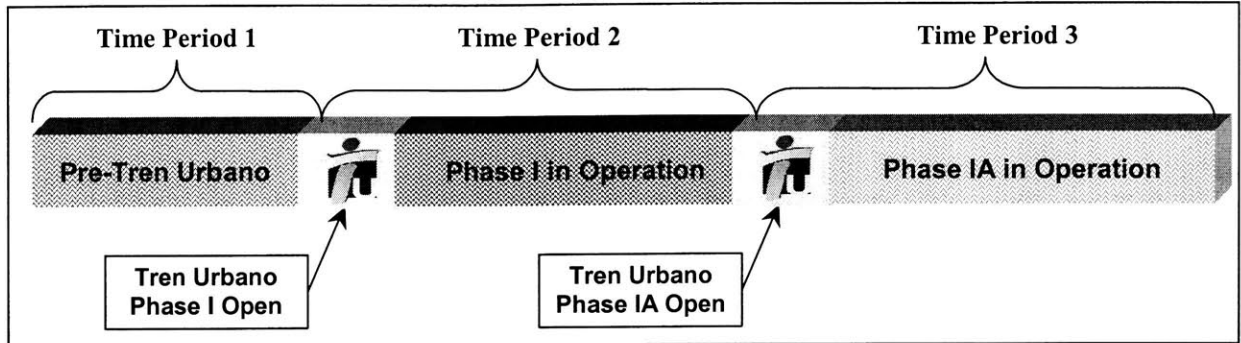 Time Period 1
Time Period 2
Time Period 3
Pre-Tren Urbano
Phase I in Operation
Phase IA in Operation
Tren Urbano
Phase I Open
Tren Urbano
Phase IA Open